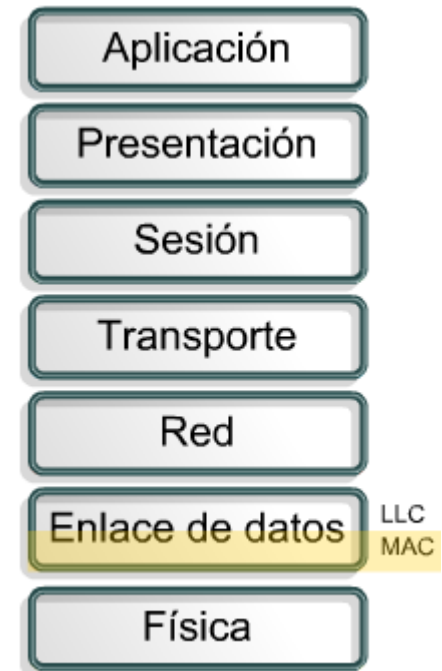 Aplicación
Presentación
Sesión
Transporte
Red
Enlace de datos
LLC
MAC
Física